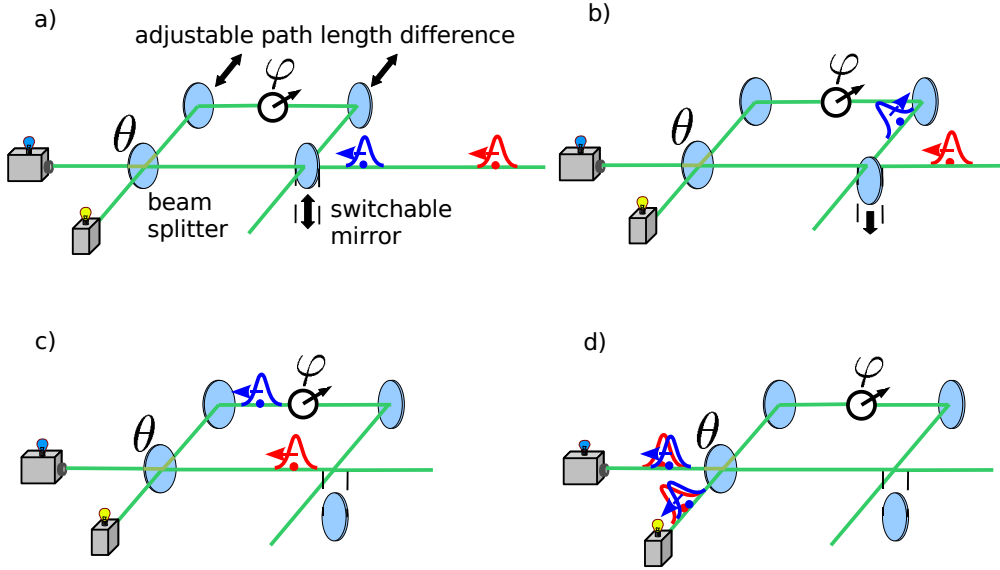 a)
adjustable path length difference
φ
θ
beam
splitter
switchable
mirror
b)
φ
θ
c)
φ
θ
d)
φ
θ